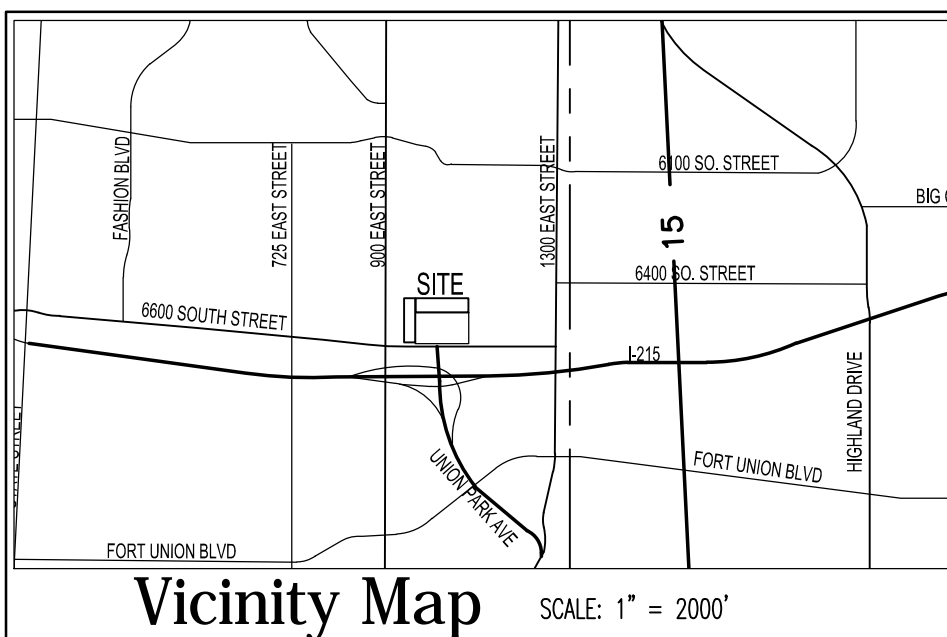 FASHION BLVD
725 EAST STREET
900 EAST STREET
1300 EAST STREET
6100 SO. STREET
BIG
15
6400 SO. STREET
SITE
6600 SOUTH STREET
I-215
HIGHLAND DRIVE
UNION PARK AVE
FORT UNION BLVD
FORT UNION BLVD
Vicinity Map
SCALE: 1" = 2000'